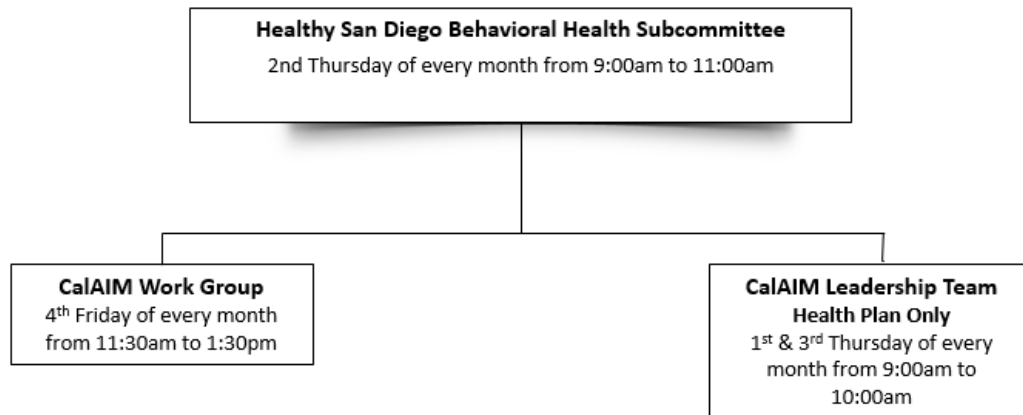 Healthy San Diego Behavioral Health Subcommittee
2nd Thursday of every month from 9:00am to 11:00am
CalAIM Work Group
4th Friday of every month
from 11:30am to 1:30pm
CalAIM Leadership Team
Health Plan Only
1st & 3rd Thursday of every
month from 9:00am to
10:00am